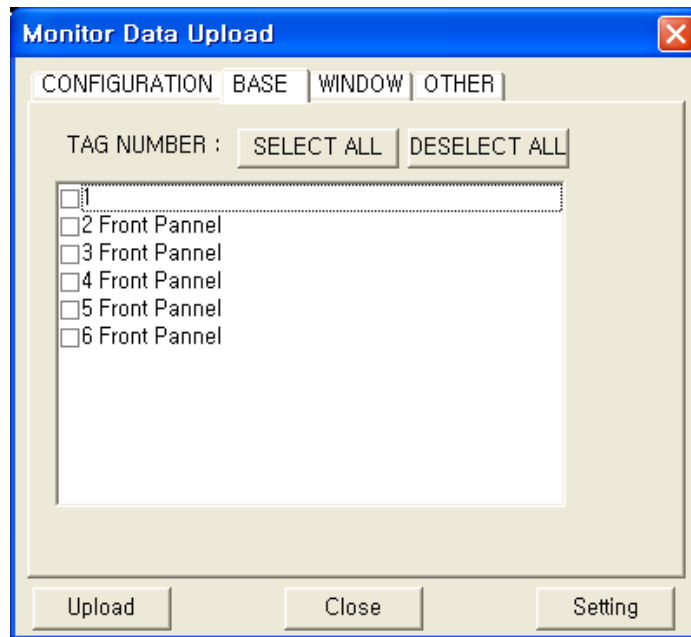 Monitor Data Upload
CONFIGURATION BASE WINDOW OTHER
TAG NUMBER : SELECT ALL DESELECT ALL
1
2 Front Pannel
3 Front Pannel
4 Front Pannel
5 Front Pannel
6 Front Pannel
Upload Close Setting